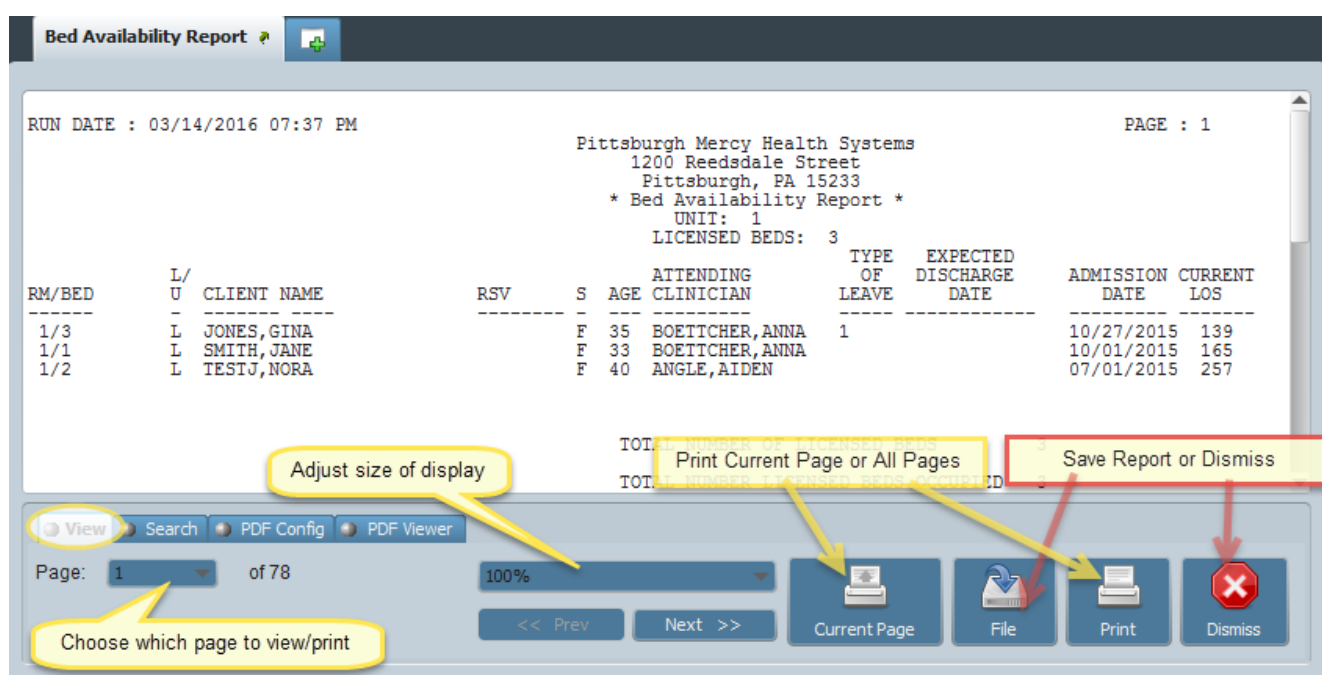 Bed Availability Report
RUN DATE : 03/14/2016 07:37 PM PAGE : 1
Pittsburgh Mercy Health Systems
1200 Reedsdale Street
Pittsburgh, PA 15233
* Bed Availability Report *
UNIT: 1
LICENSED BEDS: 3
TYPE EXPECTED
L/ ATTENDING OF DISCHARGE ADMISSION CURRENT
RM/BED U CLIENT NAME RSV S AGE CLINICIAN LEAVE DATE DATE LOS
------ - ------- ---- -------- - --- --------- ----- ------------- --------- -------
1/3 L JONES,GINA F 35 BOETTCHER,ANNA 1 10/27/2015 139
1/1 L SMITH,JANE F 33 BOETTCHER,ANNA 10/01/2015 165
1/2 L TESTJ,NORA F 40 ANGLE,AIDEN 07/01/2015 257
TOTAL NUMBER OF LICENSED BEDS 3
Adjust size of display
Print Current Page or All Pages
Save Report or Dismiss
TOTAL NUMBER LICENSED BEDS OCCUPIED 3
View Search PDF Config PDF Viewer
Page: 1 of 78
100%
<< Prev Next >>
Current Page File Print Dismiss
Choose which page to view/print